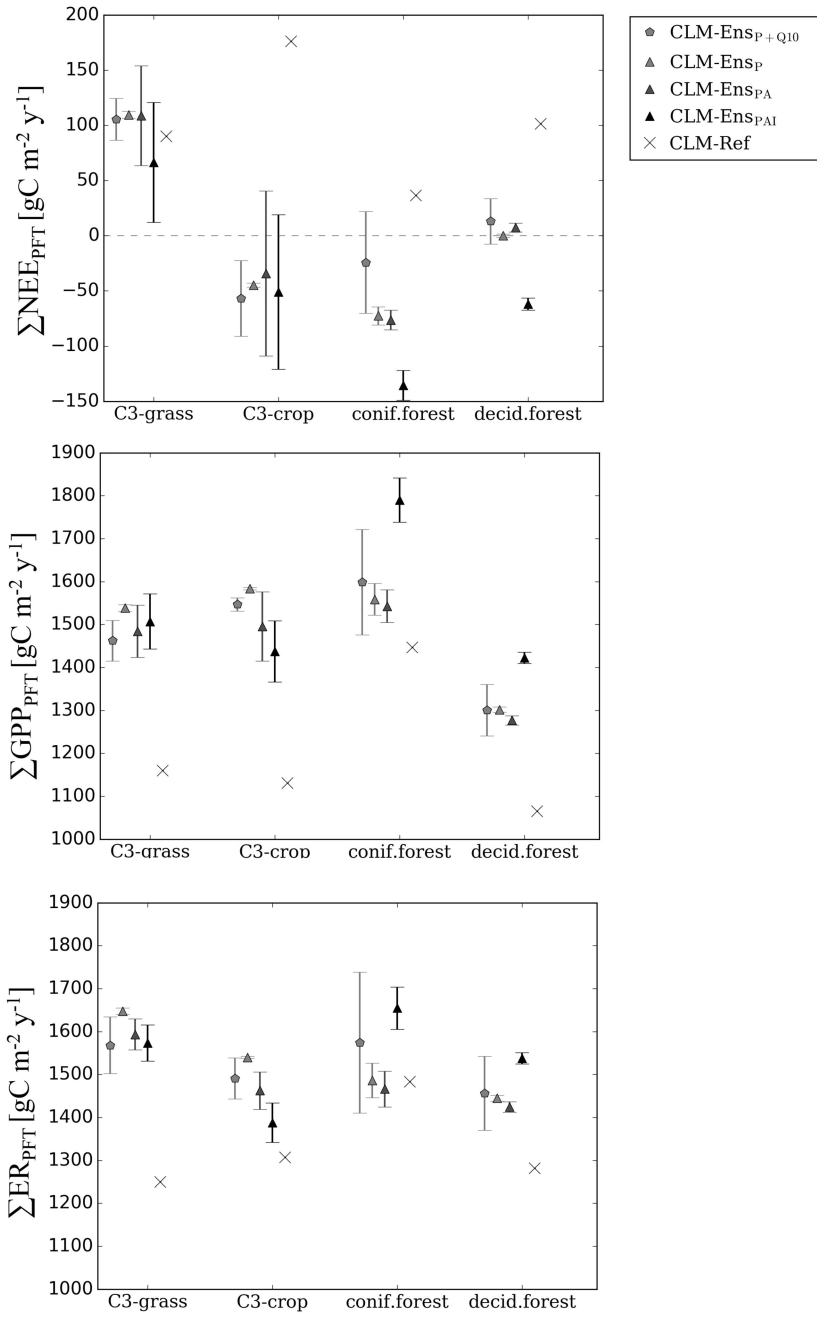 200
150
100
50
0
−50
−100
−150
∑NEE_PFT [gC m⁻² y⁻¹]
C3-grass C3-crop conif.forest decid.forest
CLM-Ens_P+Q10
CLM-Ens_P
CLM-Ens_PA
CLM-Ens_PAI
CLM-Ref
1900
1800
1700
1600
1500
1400
1300
1200
1100
1000
∑GPP_PFT [gC m⁻² y⁻¹]
C3-grass C3-crop conif.forest decid.forest
1900
1800
1700
1600
1500
1400
1300
1200
1100
1000
∑ER_PFT [gC m⁻² y⁻¹]
C3-grass C3-crop conif.forest decid.forest